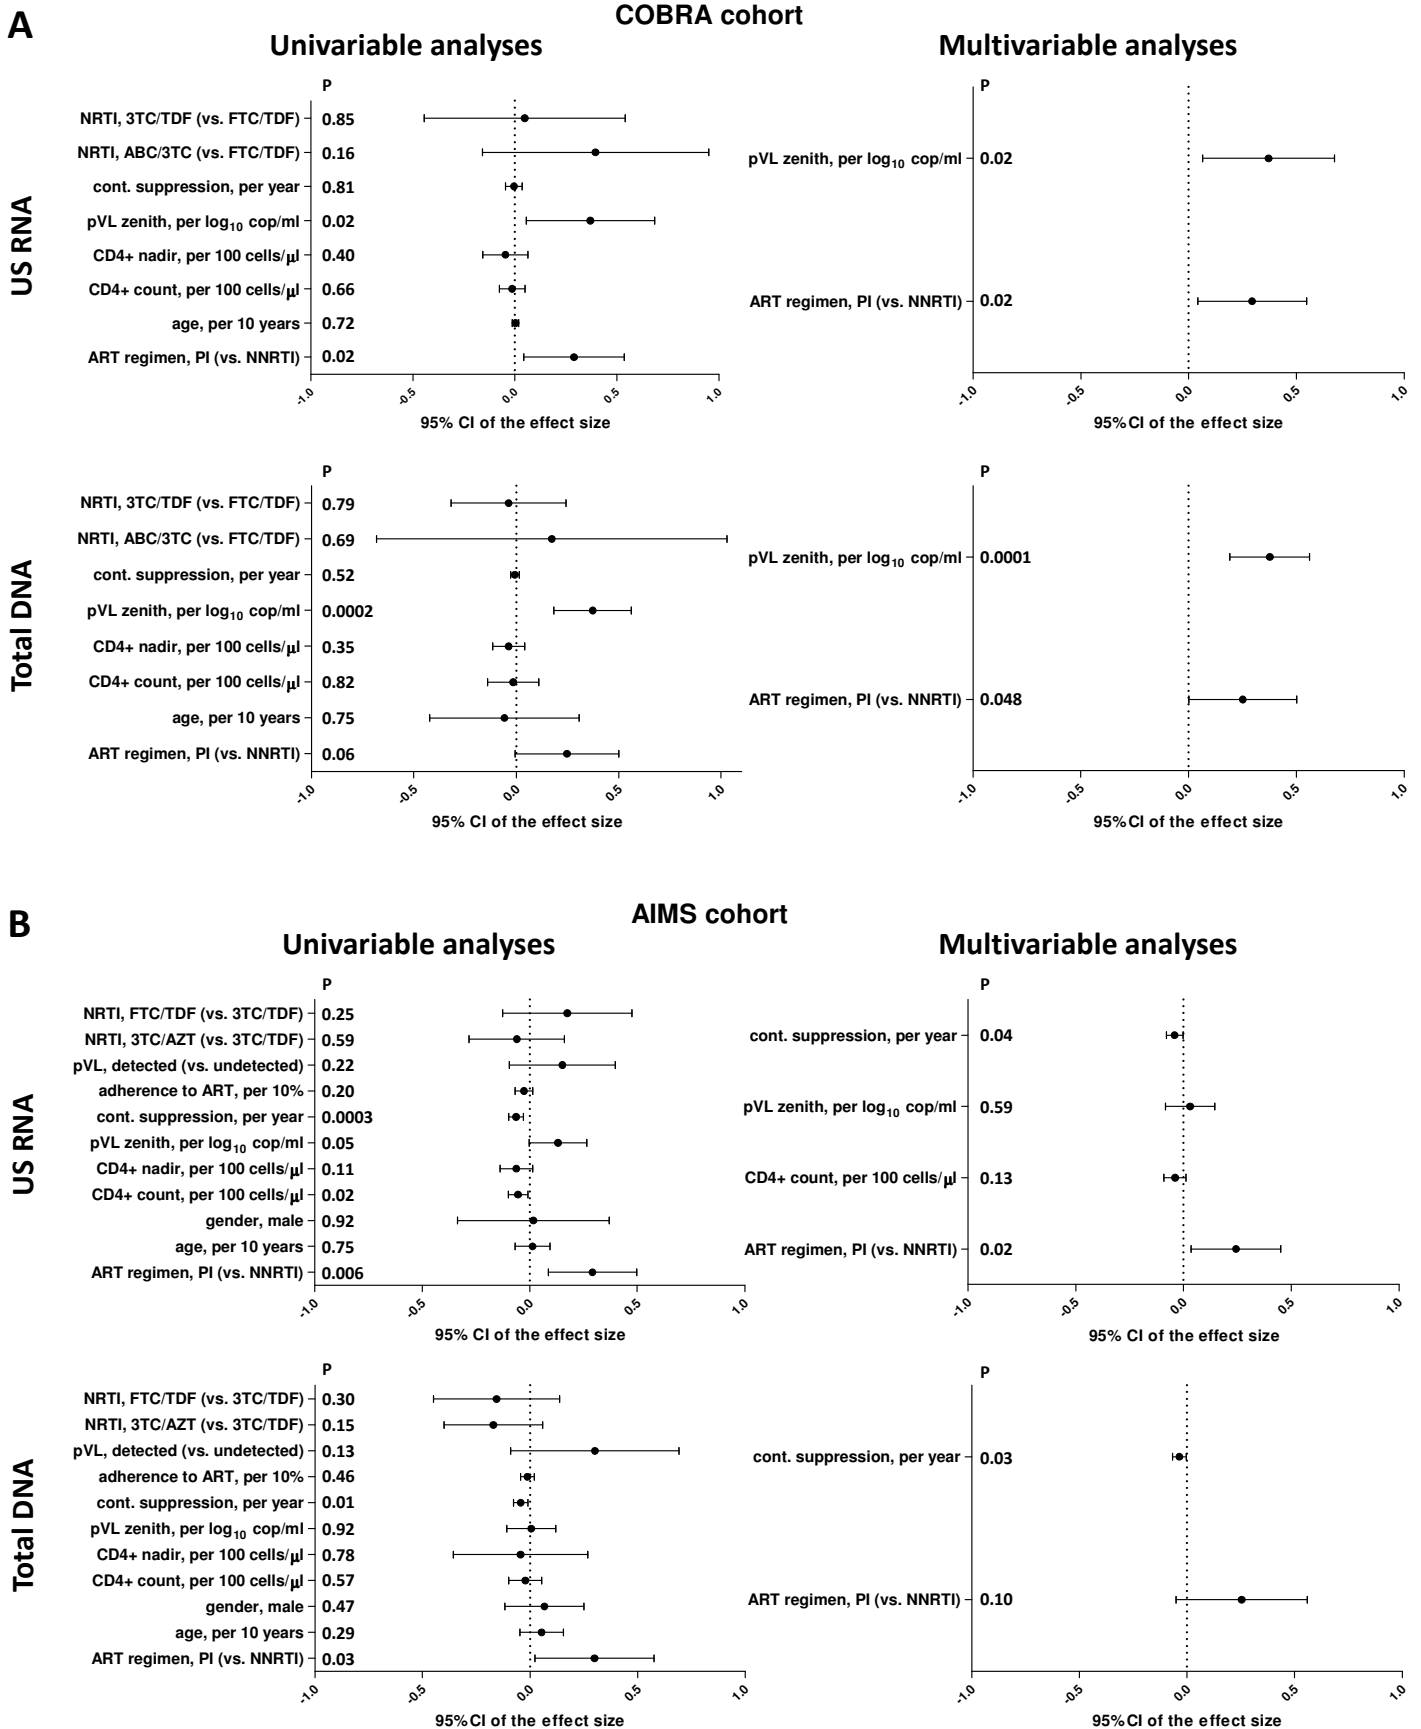 A
COBRA cohort
Univariable analyses
Multivariable analyses
US RNA
P
NRTI, 3TC/TDF (vs. FTC/TDF) 0.85
NRTI, ABC/3TC (vs. FTC/TDF) 0.16
cont. suppression, per year 0.81
pVL zenith, per log10 cop/ml 0.02
CD4+ nadir, per 100 cells/μl 0.40
CD4+ count, per 100 cells/μl 0.66
age, per 10 years 0.72
ART regimen, PI (vs. NNRTI) 0.02
-1.0 -0.5 0.0 0.5 1.0
95% CI of the effect size
P
pVL zenith, per log10 cop/ml 0.02
ART regimen, PI (vs. NNRTI) 0.02
-1.0 -0.5 0.0 0.5 1.0
95%CI of the effect size
Total DNA
P
NRTI, 3TC/TDF (vs. FTC/TDF) 0.79
NRTI, ABC/3TC (vs. FTC/TDF) 0.69
cont. suppression, per year 0.52
pVL zenith, per log10 cop/ml 0.0002
CD4+ nadir, per 100 cells/μl 0.35
CD4+ count, per 100 cells/μl 0.82
age, per 10 years 0.75
ART regimen, PI (vs. NNRTI) 0.06
-1.0 -0.5 0.0 0.5 1.0
95% CI of the effect size
P
pVL zenith, per log10 cop/ml 0.0001
ART regimen, PI (vs. NNRTI) 0.048
-1.0 -0.5 0.0 0.5 1.0
95%CI of the effect size
B
AIMS cohort
Univariable analyses
Multivariable analyses
US RNA
P
NRTI, FTC/TDF (vs. 3TC/TDF) 0.25
NRTI, 3TC/AZT (vs. 3TC/TDF) 0.59
pVL, detected (vs. undetected) 0.22
adherence to ART, per 10% 0.20
cont. suppression, per year 0.0003
pVL zenith, per log10 cop/ml 0.05
CD4+ nadir, per 100 cells/μl 0.11
CD4+ count, per 100 cells/μl 0.02
gender, male 0.92
age, per 10 years 0.75
ART regimen, PI (vs. NNRTI) 0.006
-1.0 -0.5 0.0 0.5 1.0
95% CI of the effect size
P
cont. suppression, per year 0.04
pVL zenith, per log10 cop/ml 0.59
CD4+ count, per 100 cells/μl 0.13
ART regimen, PI (vs. NNRTI) 0.02
-1.0 -0.5 0.0 0.5 1.0
95% CI of the effect size
Total DNA
P
NRTI, FTC/TDF (vs. 3TC/TDF) 0.30
NRTI, 3TC/AZT (vs. 3TC/TDF) 0.15
pVL, detected (vs. undetected) 0.13
adherence to ART, per 10% 0.46
cont. suppression, per year 0.01
pVL zenith, per log10 cop/ml 0.92
CD4+ nadir, per 100 cells/μl 0.78
CD4+ count, per 100 cells/μl 0.57
gender, male 0.47
age, per 10 years 0.29
ART regimen, PI (vs. NNRTI) 0.03
-1.0 -0.5 0.0 0.5 1.0
95%CI of the effect size
P
cont. suppression, per year 0.03
ART regimen, PI (vs. NNRTI) 0.10
-1.0 -0.5 0.0 0.5 1.0
95%CI of the effect size